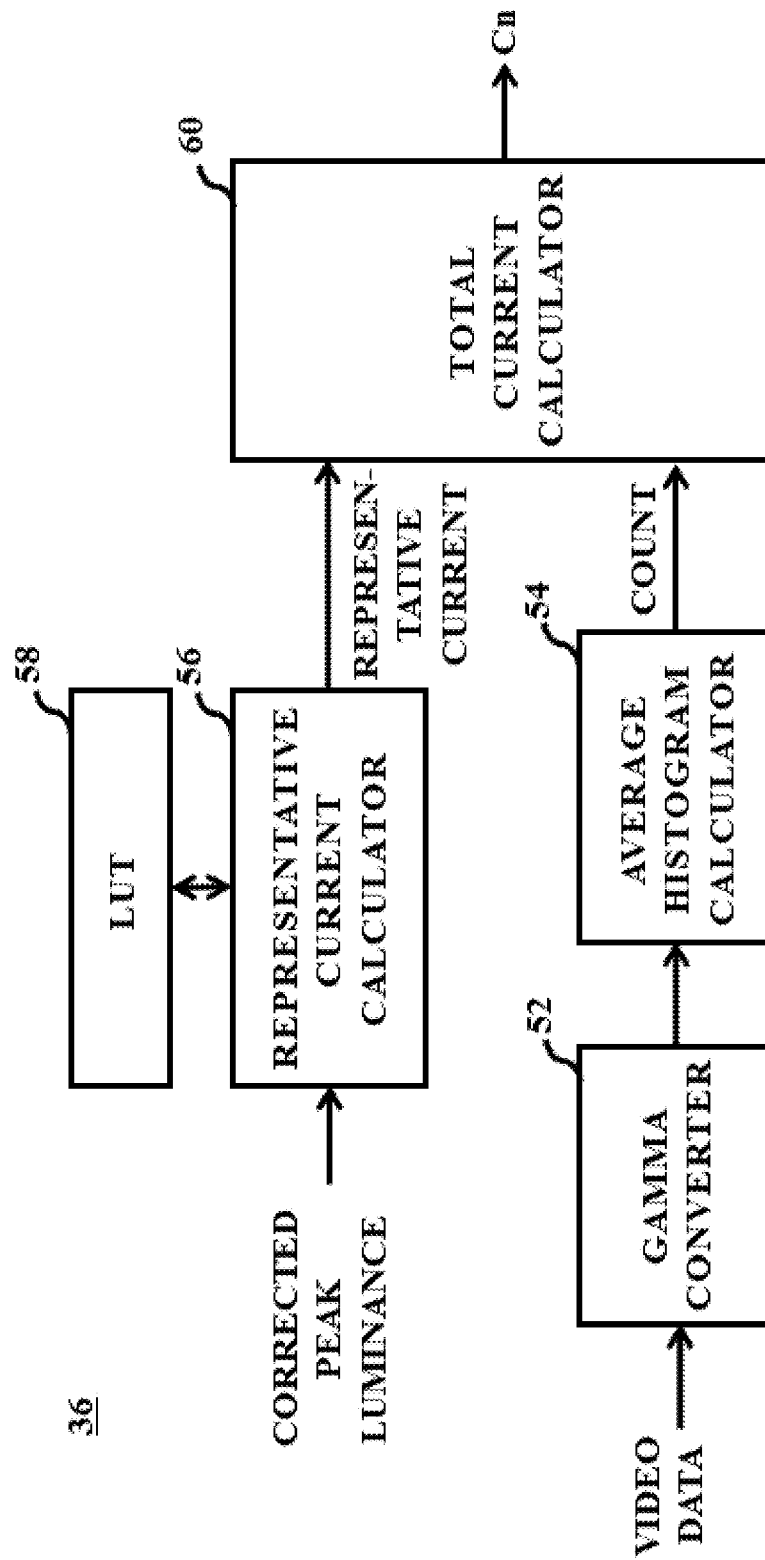 36
58
LUT
56
CORRECTED
PEAK
LUMINANCE
REPRESENTATIVE
CURRENT
CALCULATOR
REPRESEN-
TATIVE
CURRENT
60
TOTAL
CURRENT
CALCULATOR
Cn
VIDEO
DATA
52
GAMMA
CONVERTER
54
AVERAGE
HISTOGRAM
CALCULATOR
COUNT